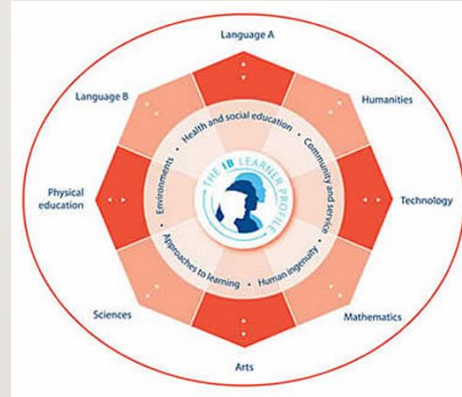 Language A
Humanities
Technology
Mathematics
Arts
Sciences
Physical
education
Language B
Health and social education
Community and service
Human ingenuity
Approaches to learning
Environments
THE IB LEARNER PROFILE